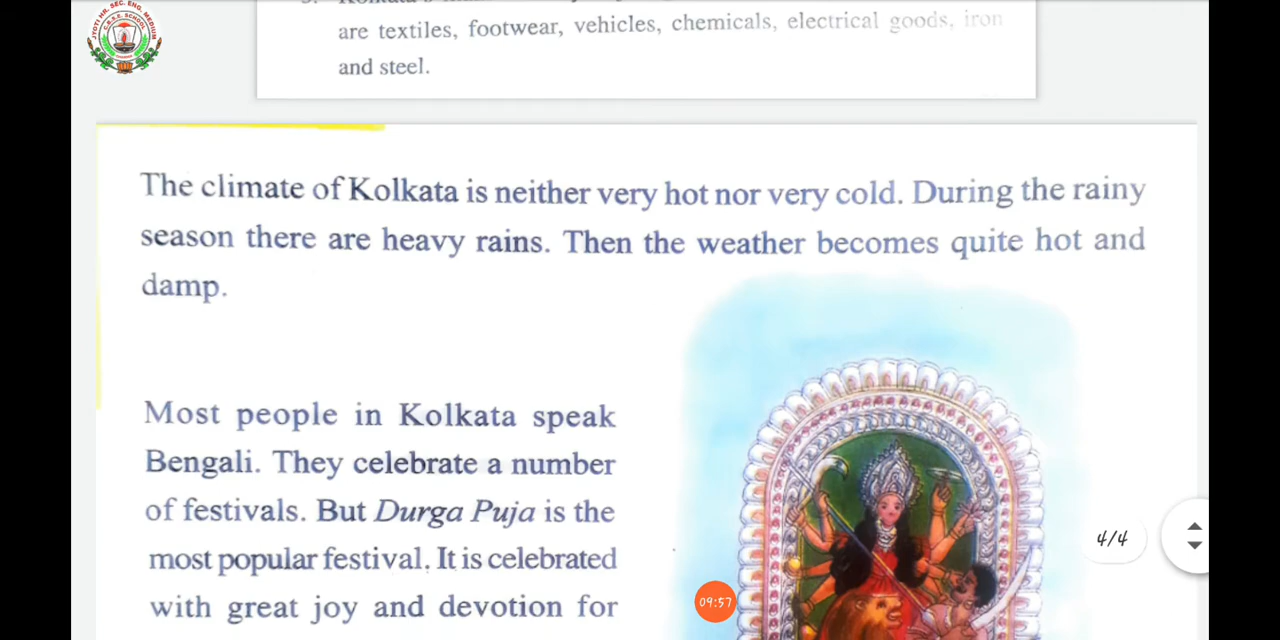 are textiles, footwear, vehicles, chemicals, electrical goods, iron
and steel.
The climate of Kolkata is neither very hot nor very cold. During the rainy
season there are heavy rains. Then the weather becomes quite hot and
damp.
Most people in Kolkata speak
Bengali. They celebrate a number
of festivals. But Durga Puja is the
most popular festival. It is celebrated
with great joy and devotion for
4/4
09:57